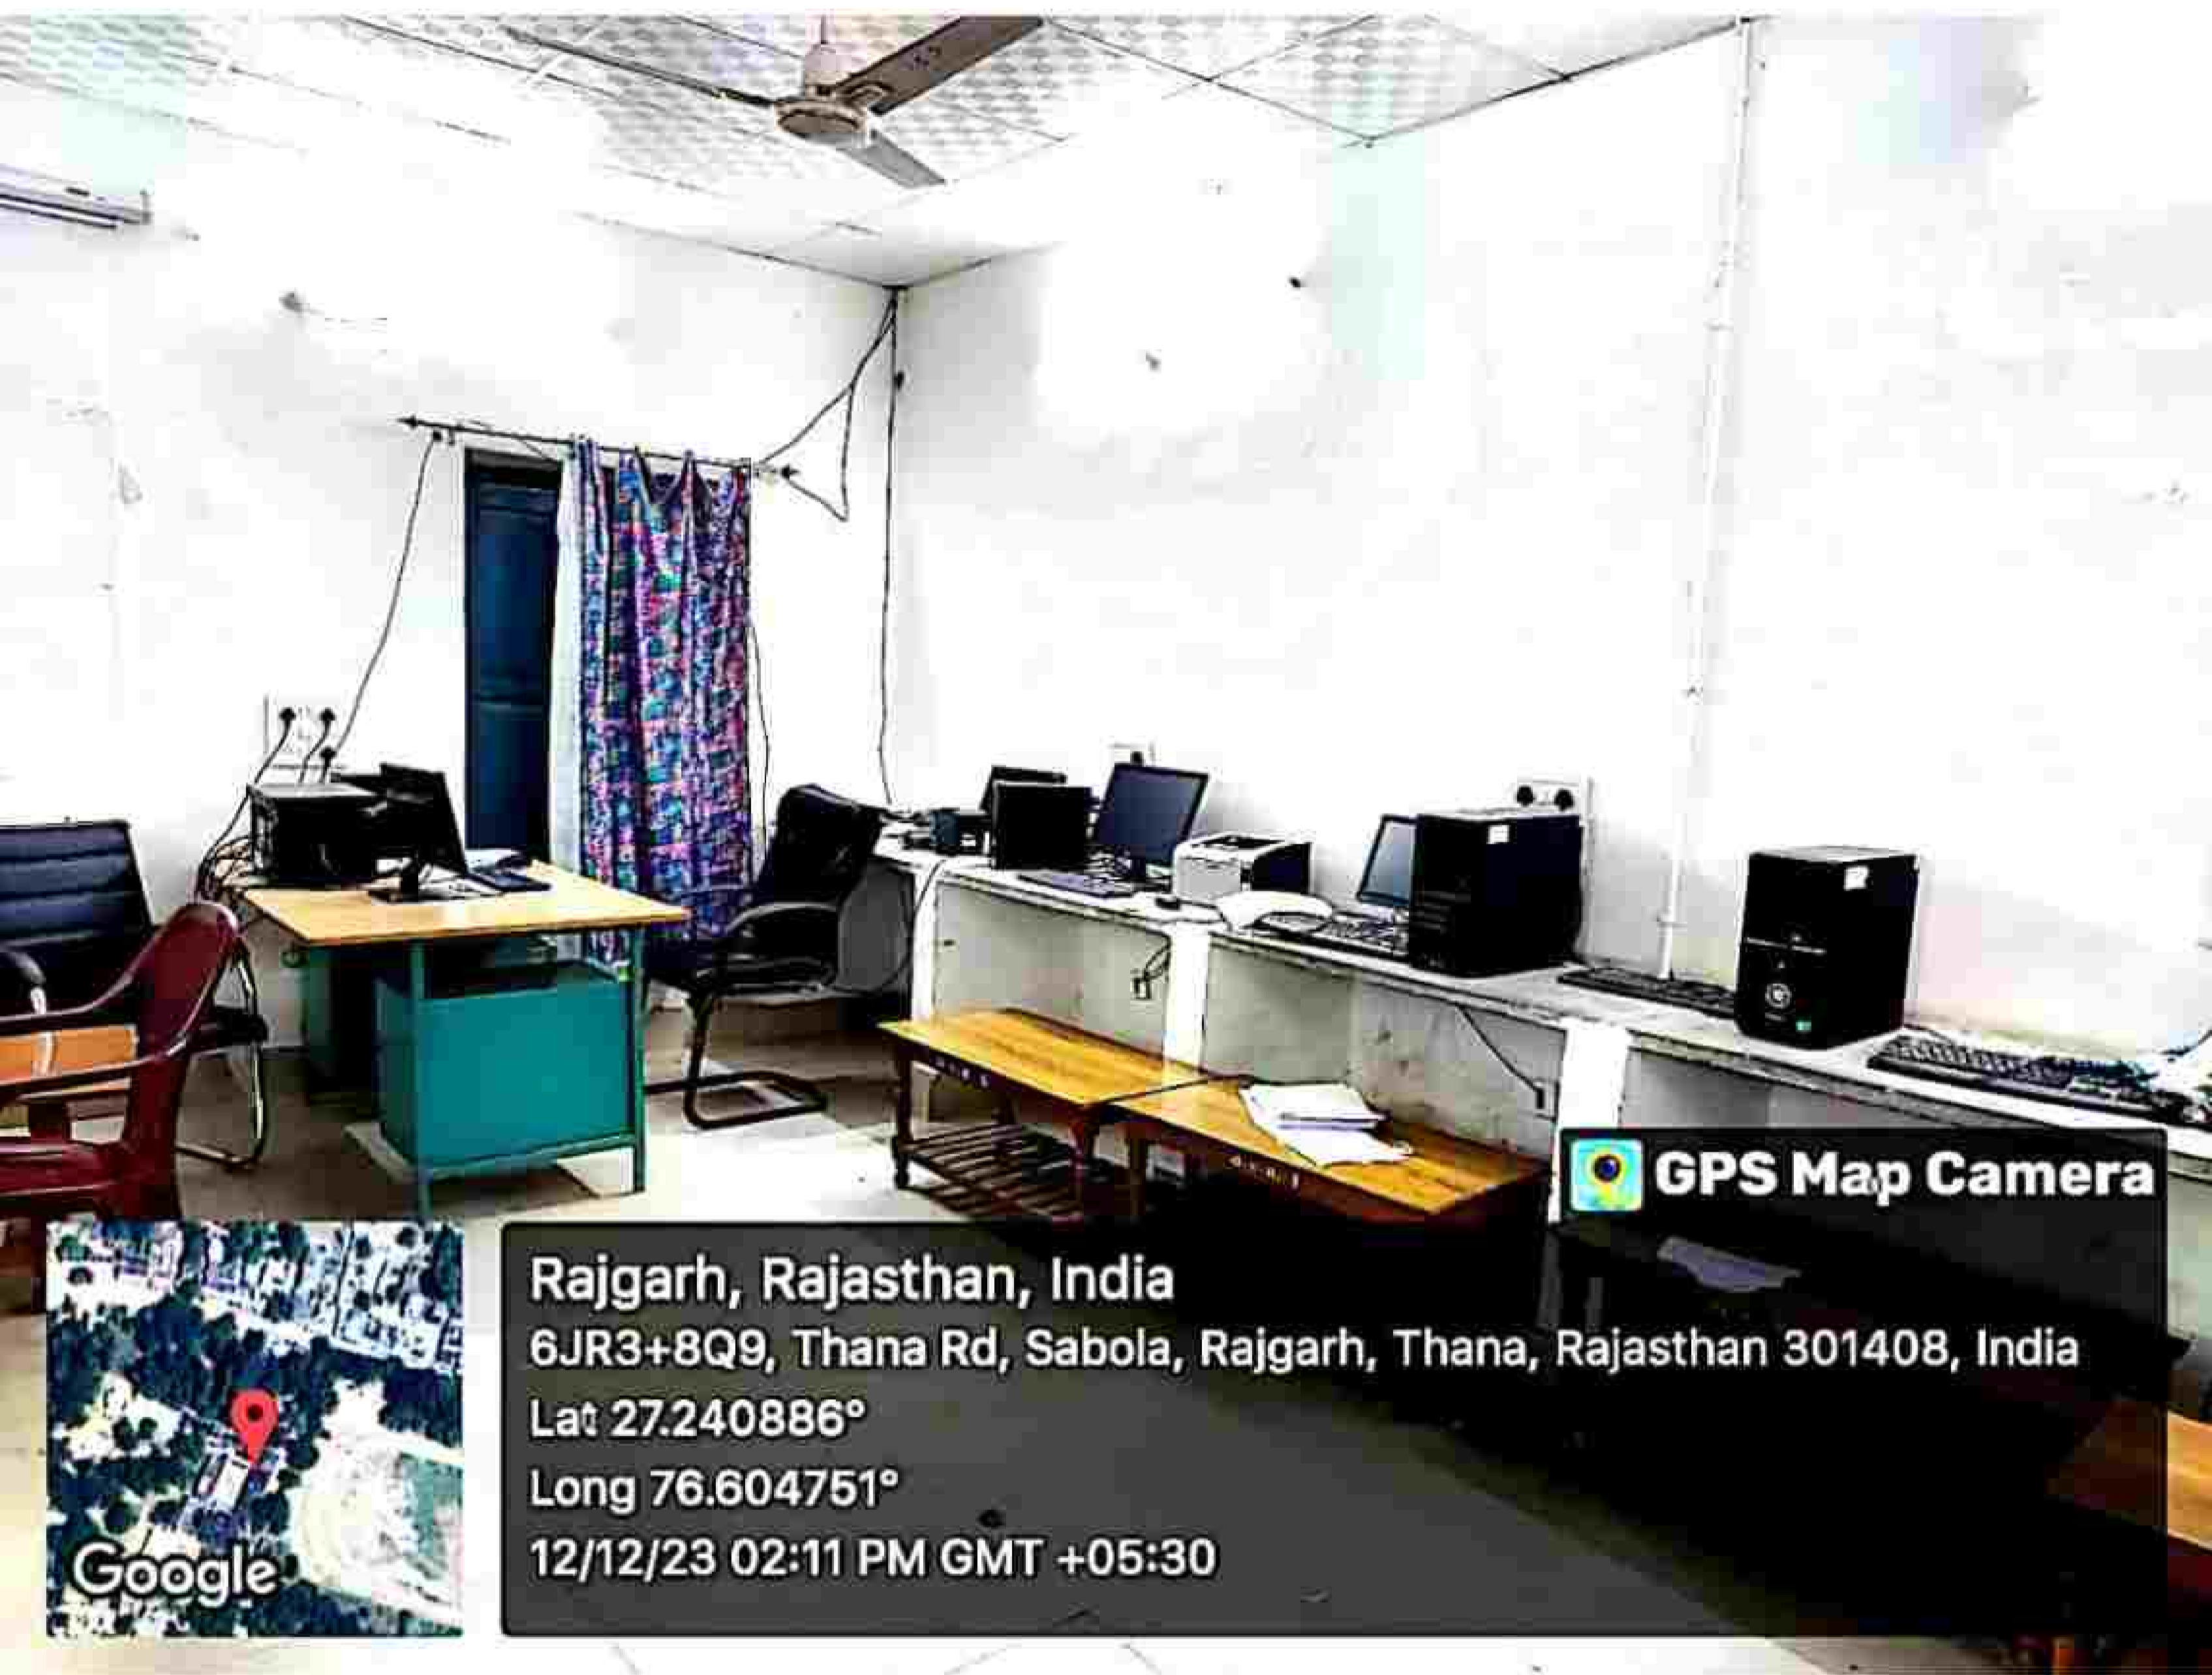 GPS Map Camera
Rajgarh, Rajasthan, India
6JR3+8Q9, Thana Rd, Sabola, Rajgarh, Thana, Rajasthan 301408, India
Lat 27.240886°
Long 76.604751°
12/12/23 02:11 PM GMT +05:30
Google